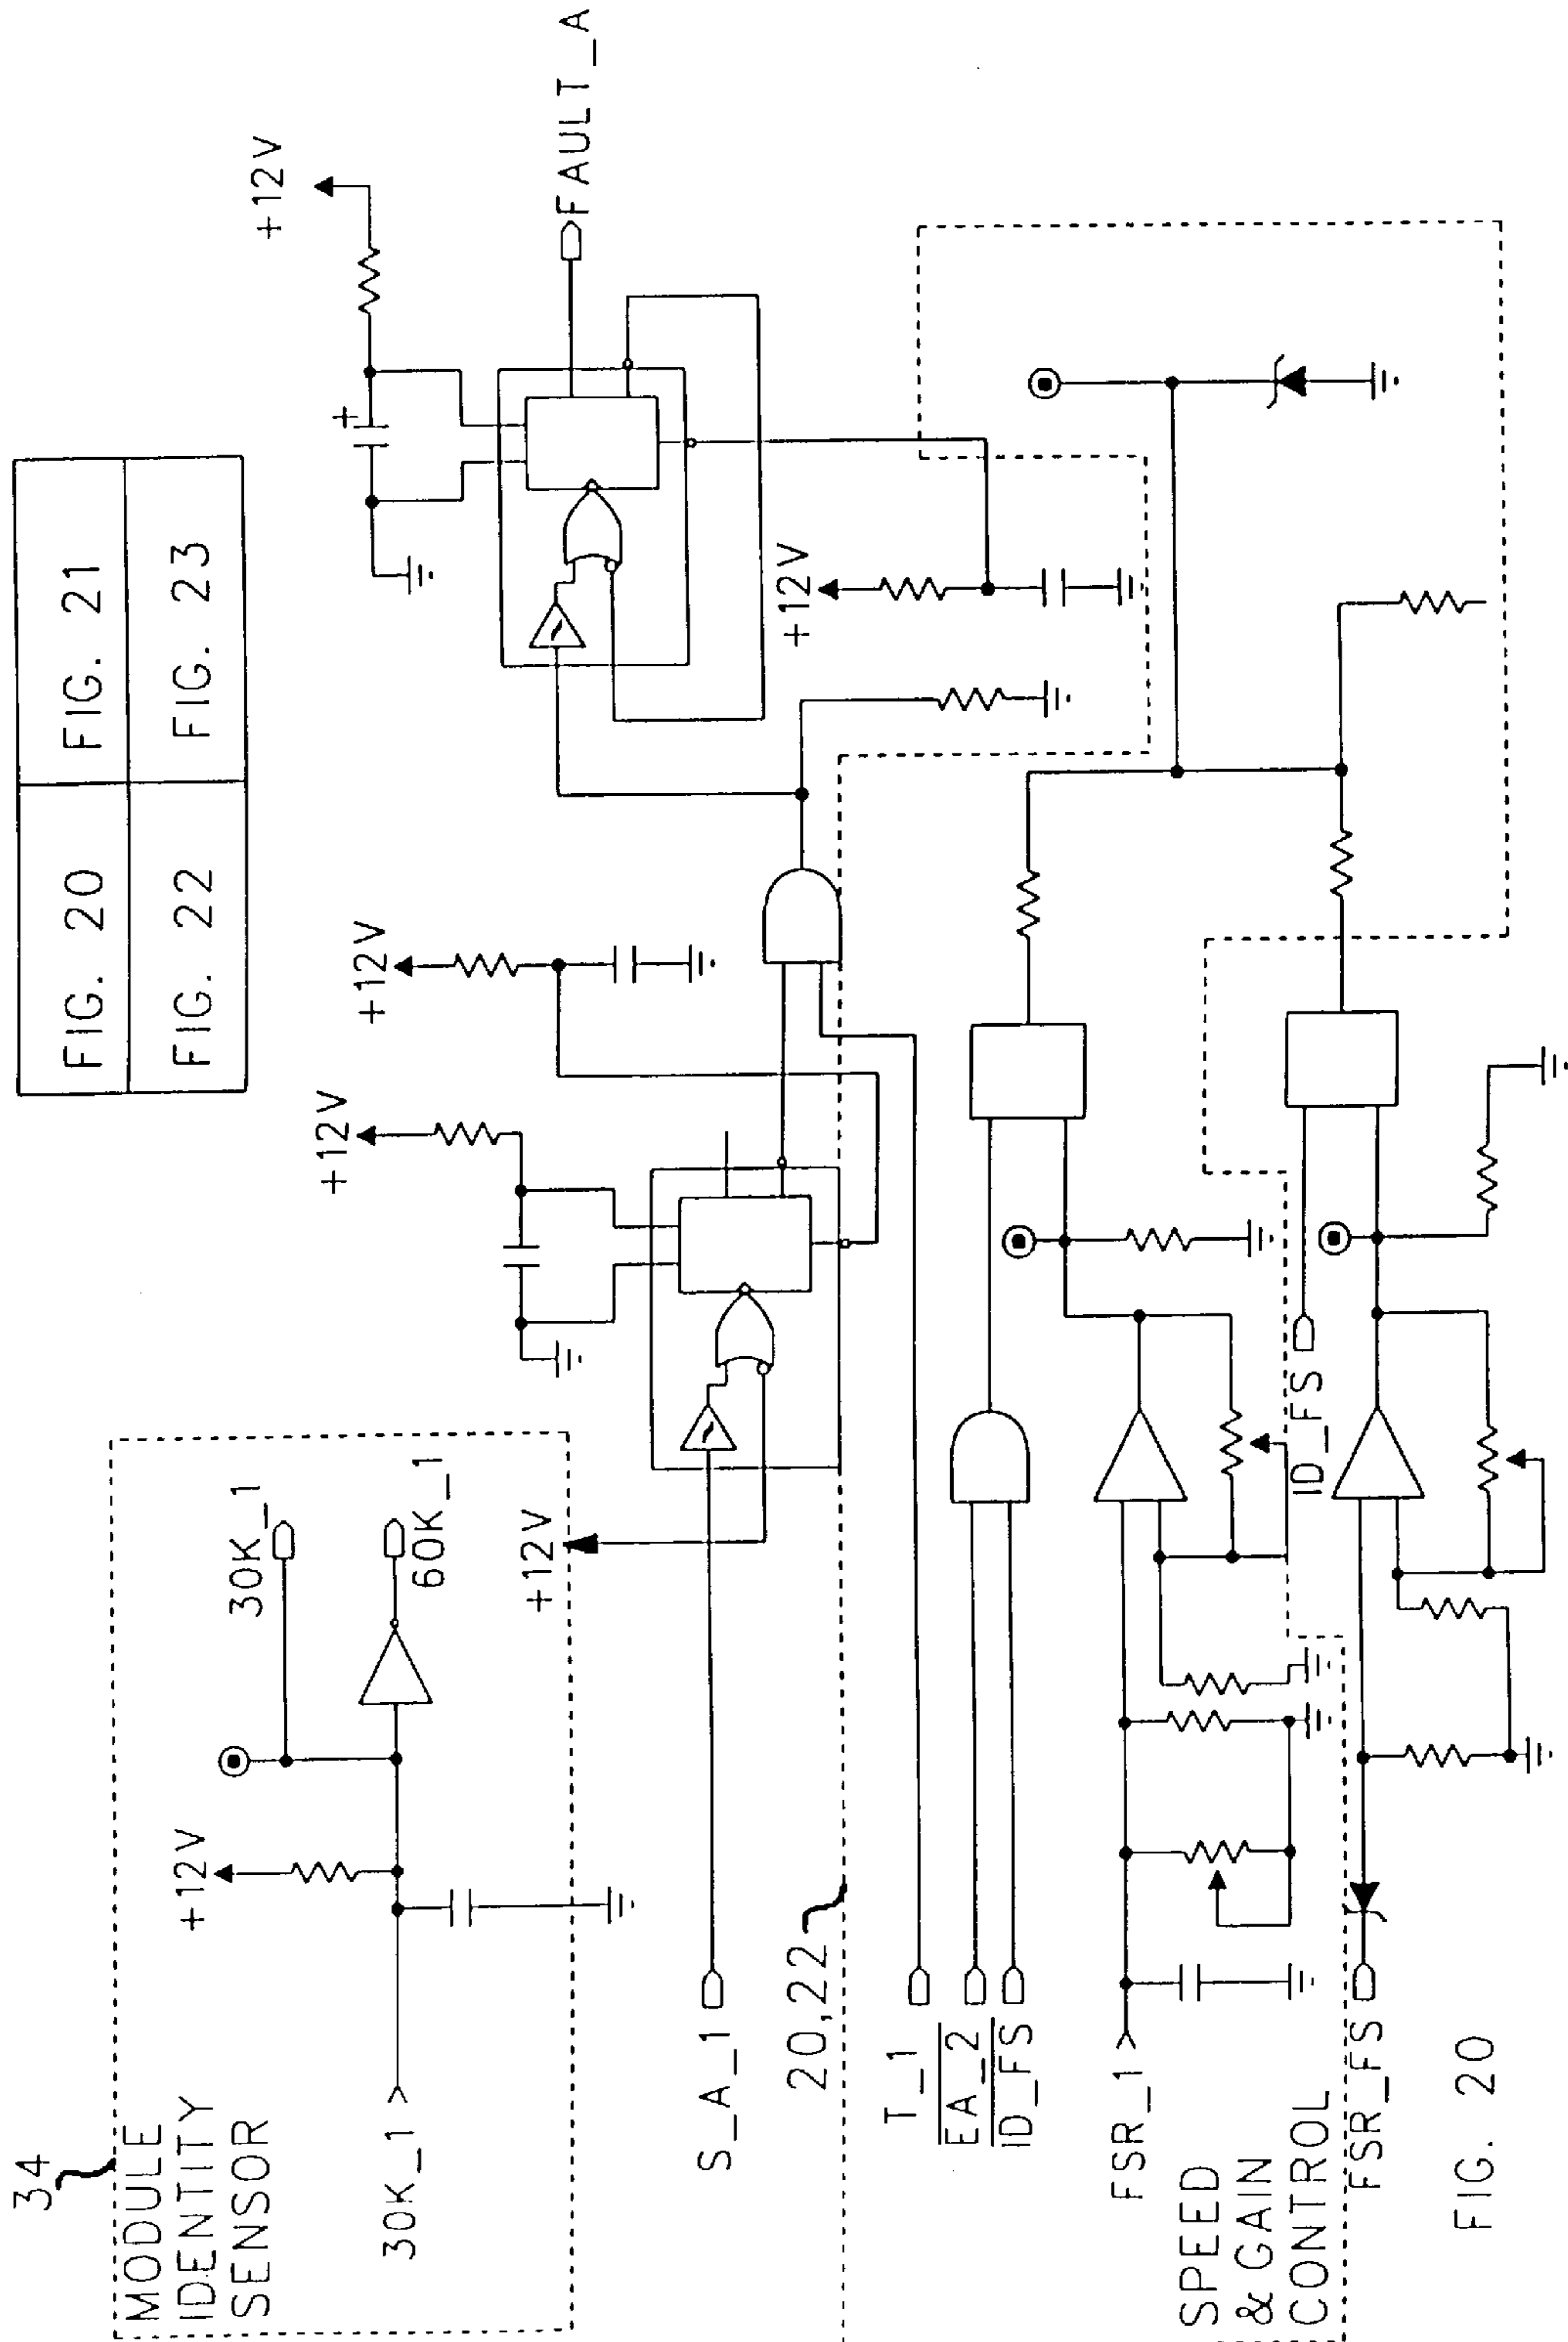 FIG. 20
FIG. 21
FIG. 22
FIG. 23
34
MODULE
IDENTITY
SENSOR
+12V
30K_1
30K_1
60K_1
+12V
+12V
+12V
+12V
+12V
FAULT_A
S_A_1
20,22
T_1
EA_2
ID_FS
FSR_1
SPEED
& GAIN
CONTROL
ID_FS
FSR_FS
FIG. 20